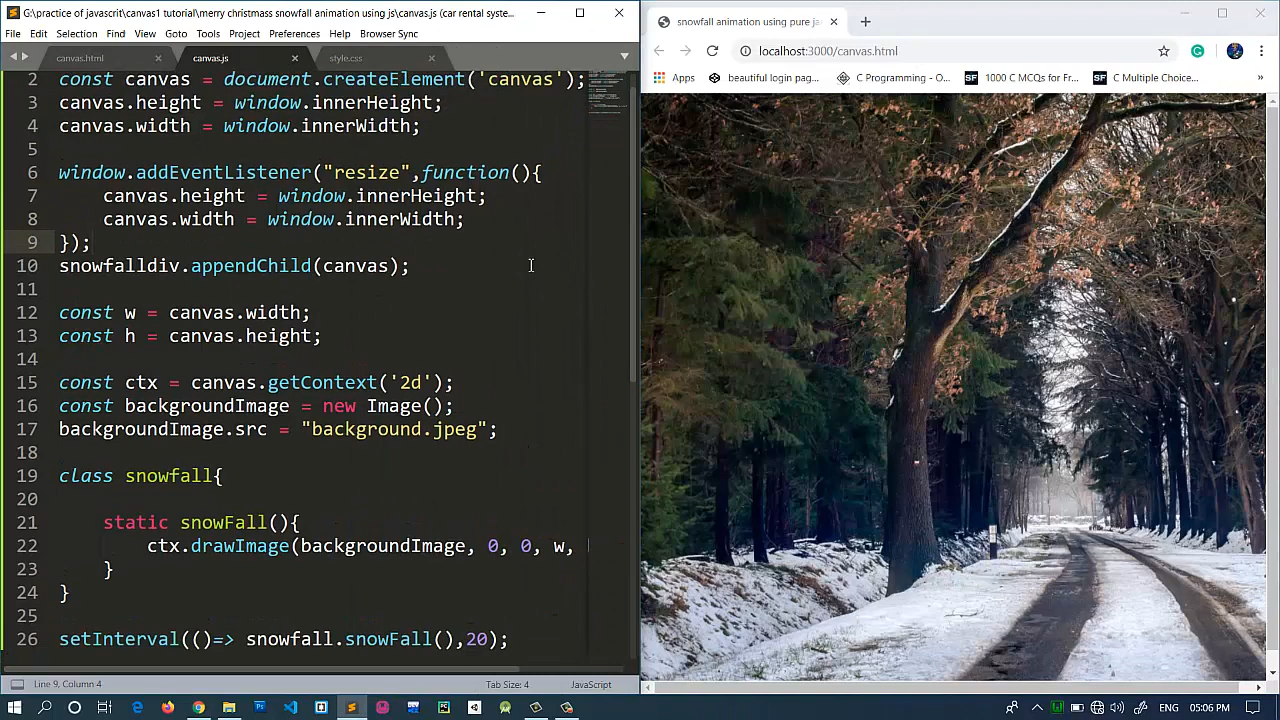 G:\practice of javascrit\canvas1 tutorial\merry christmass snowfall animation using js\canvas.js (car rental syste...
File Edit Selection Find View Goto Tools Project Preferences Help Browser Sync
canvas.html canvas.js style.css
2 const canvas = document.createElement('canvas');
3 canvas.height = window.innerHeight;
4 canvas.width = window.innerWidth;
5
6 window.addEventListener("resize",function(){
7 canvas.height = window.innerHeight;
8 canvas.width = window.innerWidth;
9 });
10 snowfalldiv.appendChild(canvas);
11
12 const w = canvas.width;
13 const h = canvas.height;
14
15 const ctx = canvas.getContext('2d');
16 const backgroundImage = new Image();
17 backgroundImage.src = "background.jpeg";
18
19 class snowfall{
20
21 static snowFall(){
22 ctx.drawImage(backgroundImage, 0, 0, w,
23 }
24 }
25
26 setInterval(()=> snowfall.snowFall(),20);
Line 9, Column 4 Tab Size: 4 JavaScript
snowfall animation using pure ja
localhost:3000/canvas.html
Apps beautiful login pag... C Programing - O... SF 1000 C MCQ - Fr... SF C Mutiple Choice...
05:06 PM